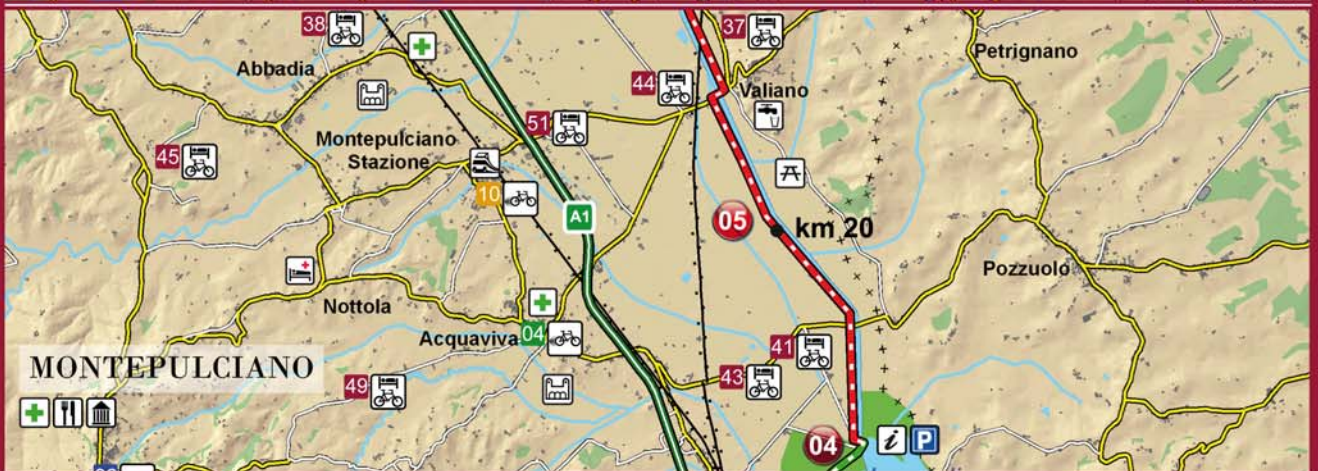 38
37
Petrignano
Abbadia
44
Valiano
51
Montepulciano
Stazione
45
10
A1
05
km 20
Pozzuolo
Nottola
Acquaviva
04
41
MONTEPULCIANO
49
43
04
i
P